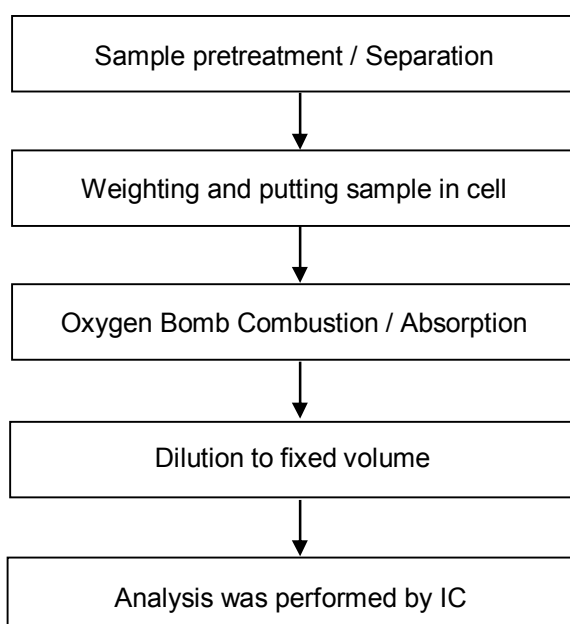 Sample pretreatment / Separation
Weighting and putting sample in cell
Oxygen Bomb Combustion / Absorption
Dilution to fixed volume
Analysis was performed by IC